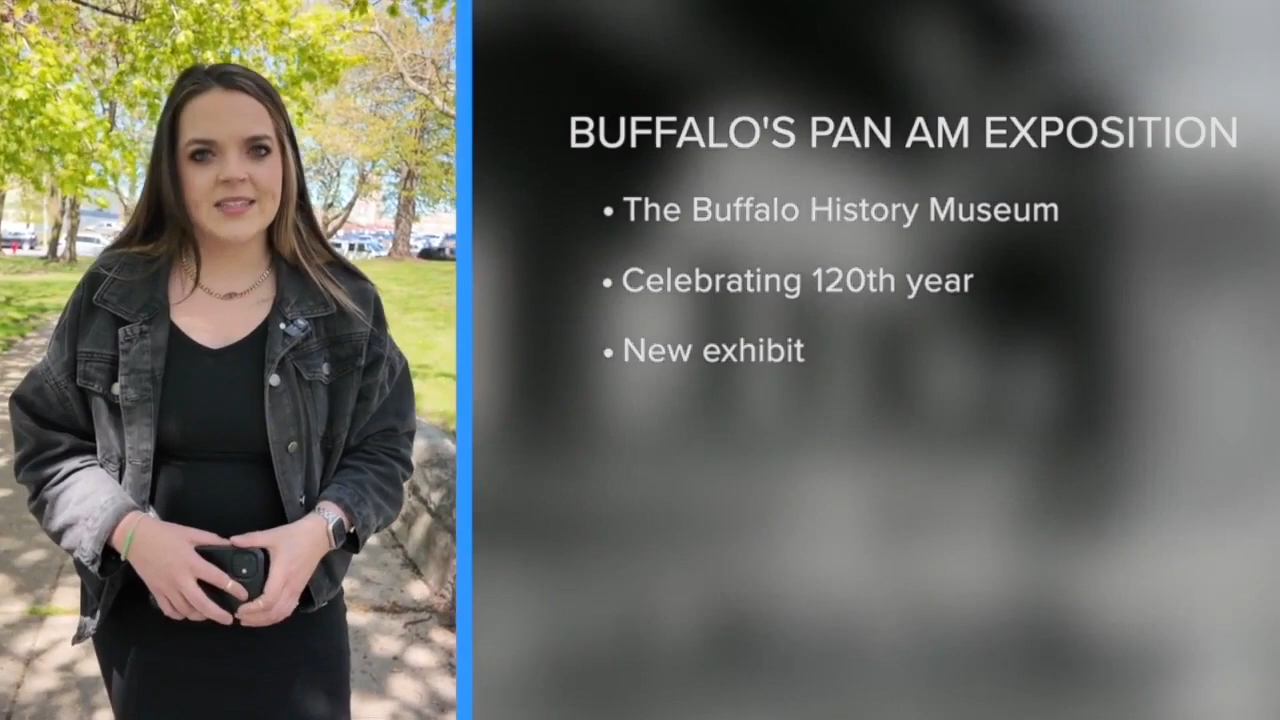 BUFFALO'S PAN AM EXPOSITION
• The Buffalo History Museum
• Celebrating 120th year
• New exhibit